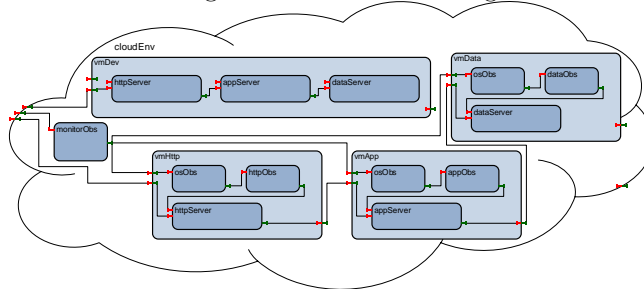 cloudEnv
vmDev
httpServer
appServer
dataServer
vmData
osObs
dataObs
dataServer
monitorObs
vmHttp
osObs
httpObs
httpServer
vmApp
osObs
appObs
appServer